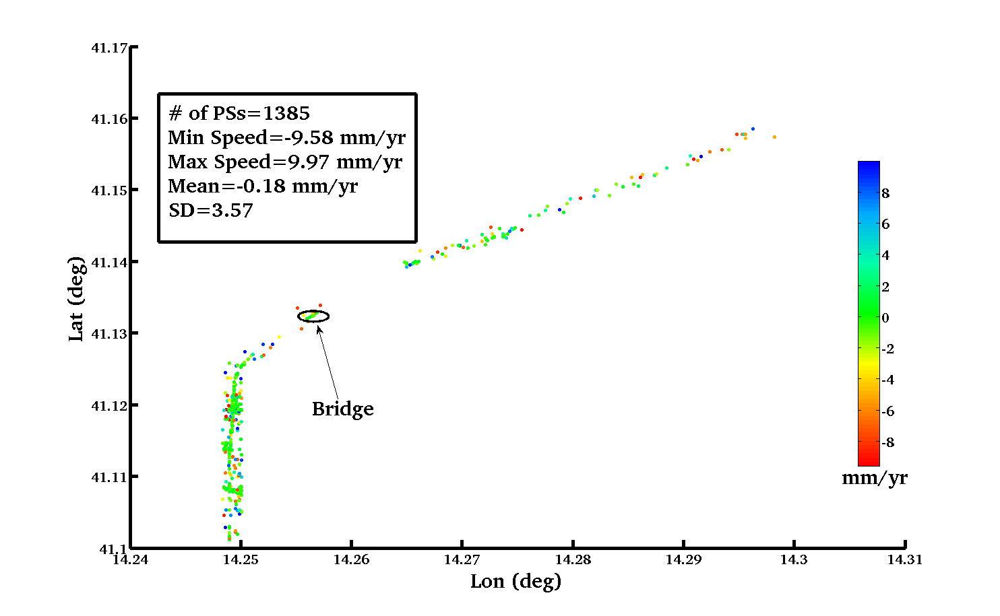 41.17
# of PSs=1385
Min Speed=-9.58 mm/yr
Max Speed=9.97 mm/yr
Mean=-0.18 mm/yr
SD=3.57
41.16
41.15
41.14
41.13
41.12
41.11
41.1
Lat (deg)
Bridge
8
6
4
2
0
-2
-4
-6
-8
mm/yr
14.24
14.25
14.26
14.27
14.28
14.29
14.3
14.31
Lon (deg)